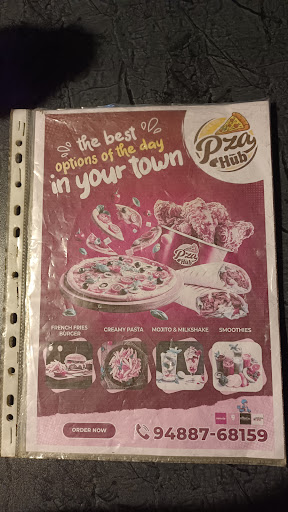 the best
options of the day
in your town
Pza
Hub
Pza
Hub
FRENCH FRIES
BURGER
CREAMY PASTA
MOJITO & MILKSHAKE
SMOOTHIES
ORDER NOW
94887-68159